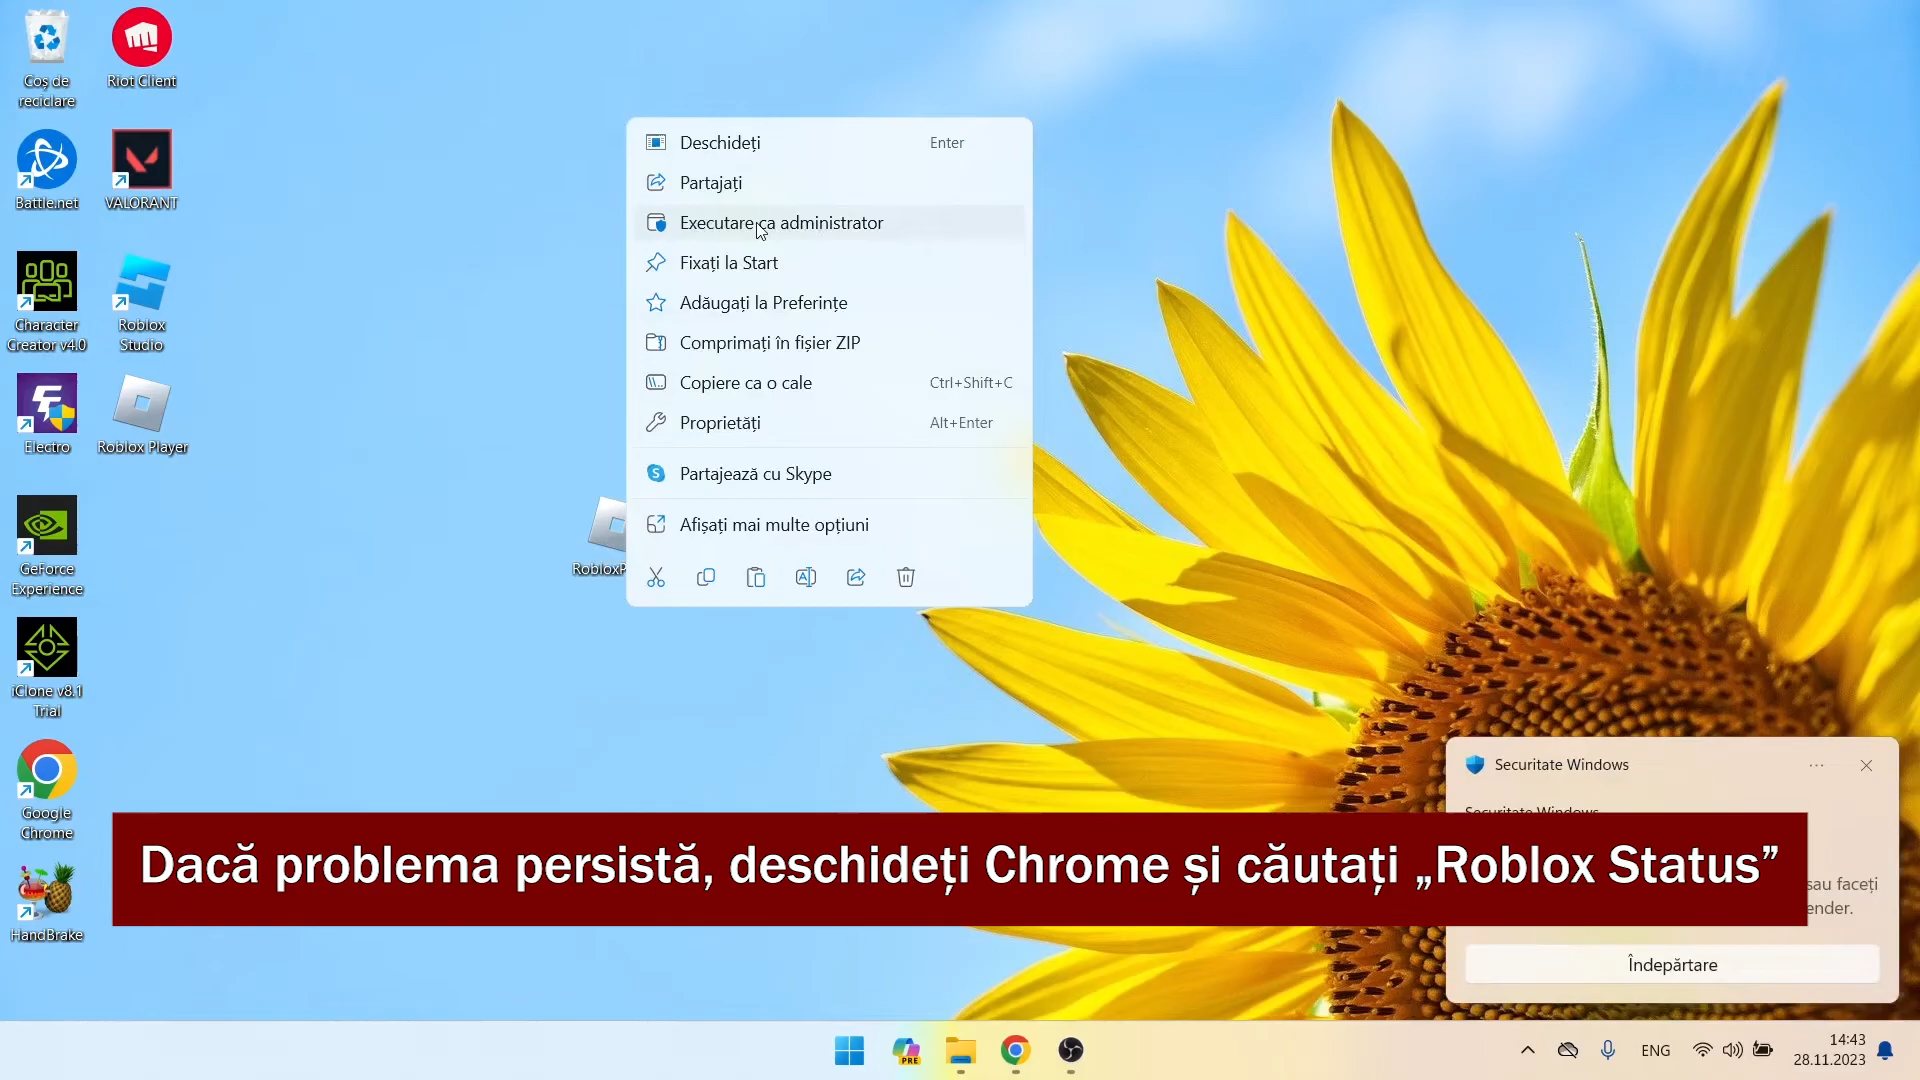 Coș de
reciclare
Riot Client
Battle.net
VALORANT
Character
Creator v4.0
Roblox
Studio
Electro
Roblox Player
GeForce
Experience
iClone v8.1
Trial
Google
Chrome
HandBrake
RobloxP
Deschideți Enter
Partajați
Executare ca administrator
Fixați la Start
Adăugați la Preferințe
Comprimați în fișier ZIP
Copiere ca o cale Ctrl+Shift+C
Proprietăți Alt+Enter
Partajează cu Skype
Afișați mai multe opțiuni
Securitate Windows
Securitate Windows
Dacă problema persistă, deschideți Chrome și căutați „Roblox Status”
sau faceți
ender.
Îndepărtare
PRE
ENG
14:43
28.11.2023